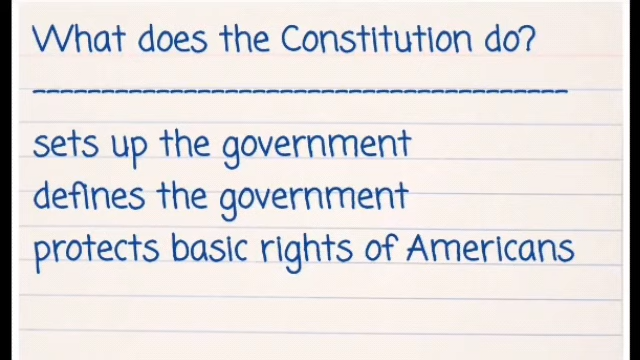 What does the Constitution do?
---------------------------------------
sets up the government
defines the government
protects basic rights of Americans